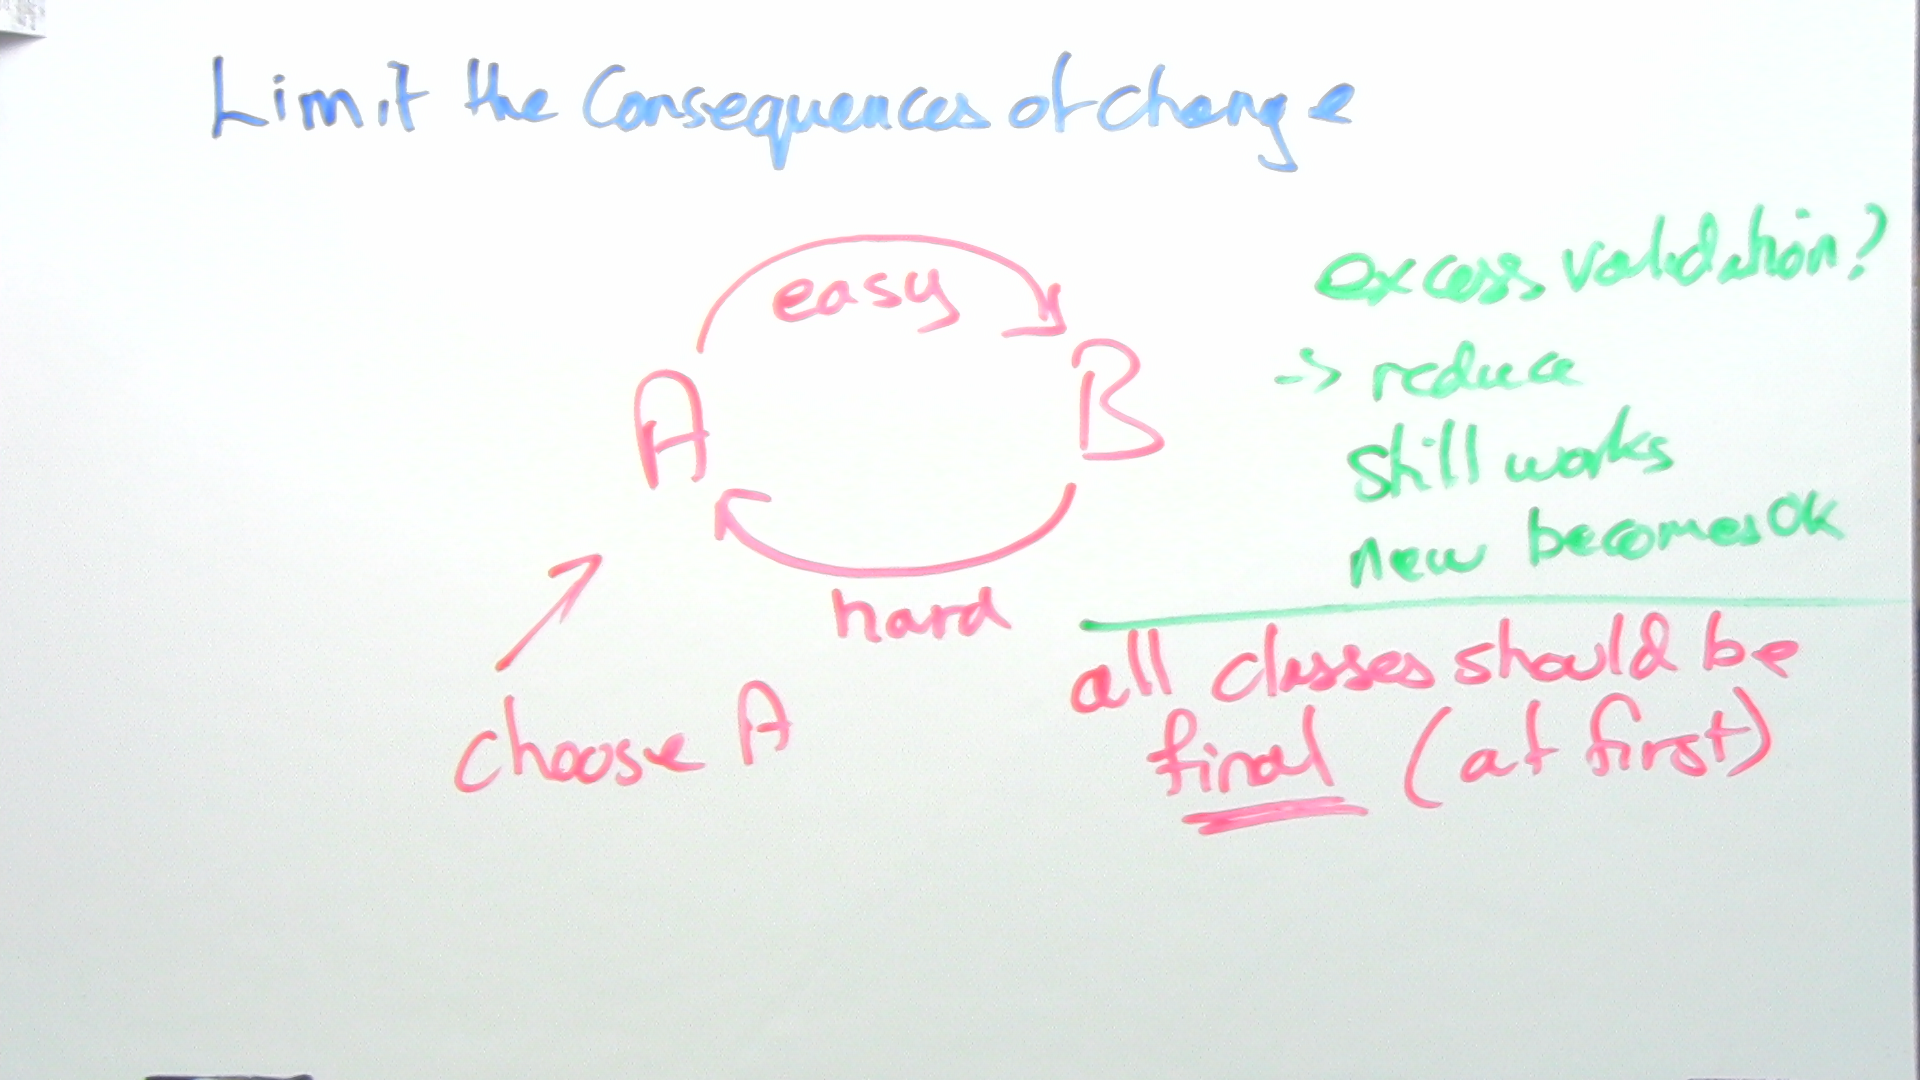 Limit the Consequences of change
easy
A
B
hard
choose A
excess validation?
-> reduce
still works
new becomes OK
all classes should be
final (at first)